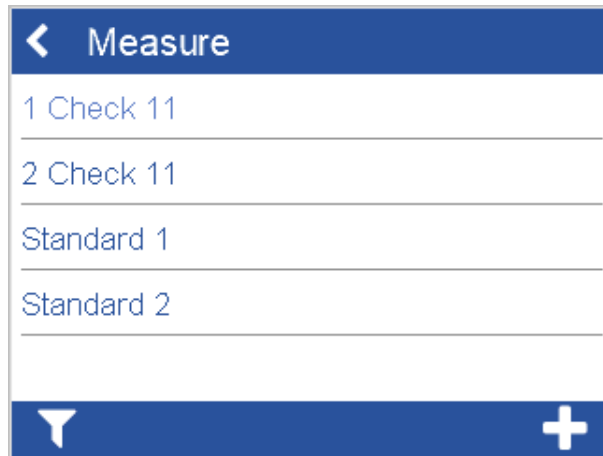 Measure
1 Check 11
2 Check 11
Standard 1
Standard 2